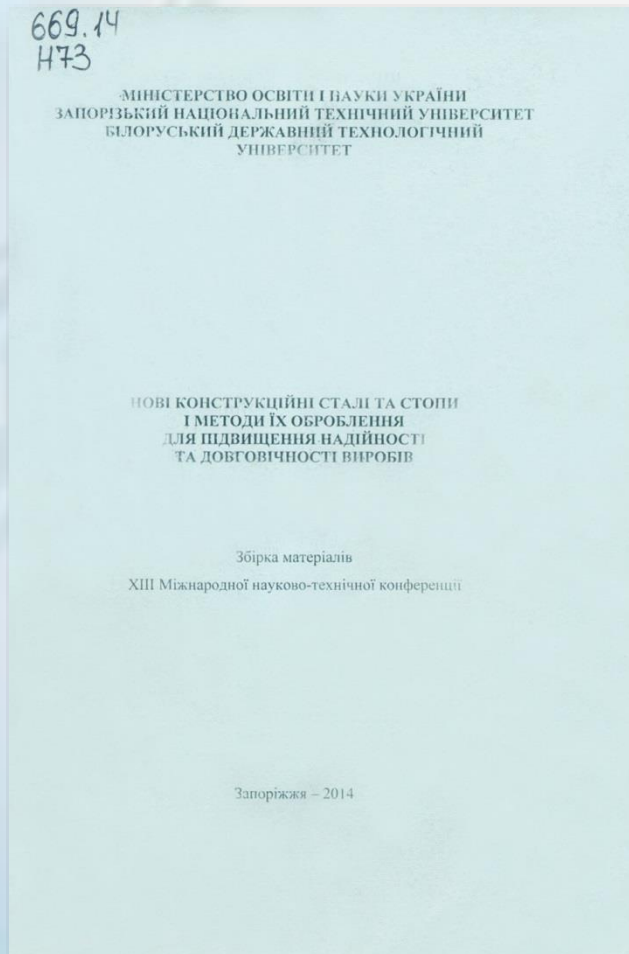 669.14
Н73
МІНІСТЕРСТВО ОСВІТИ І НАУКИ УКРАЇНИ
ЗАПОРІЗЬКИЙ НАЦІОНАЛЬНИЙ ТЕХНІЧНИЙ УНІВЕРСИТЕТ
БІЛОРУСЬКИЙ ДЕРЖАВНИЙ ТЕХНОЛОГІЧНИЙ
УНІВЕРСИТЕТ
НОВІ КОНСТРУКЦІЙНІ СТАЛІ ТА СТОПИ
І МЕТОДИ ЇХ ОБРОБЛЕННЯ
ДЛЯ ПІДВИЩЕННЯ НАДІЙНОСТІ
ТА ДОВГОВІЧНОСТІ ВИРОБІВ
Збірка матеріалів
XIII Міжнародної науково-технічної конференції
Запоріжжя – 2014